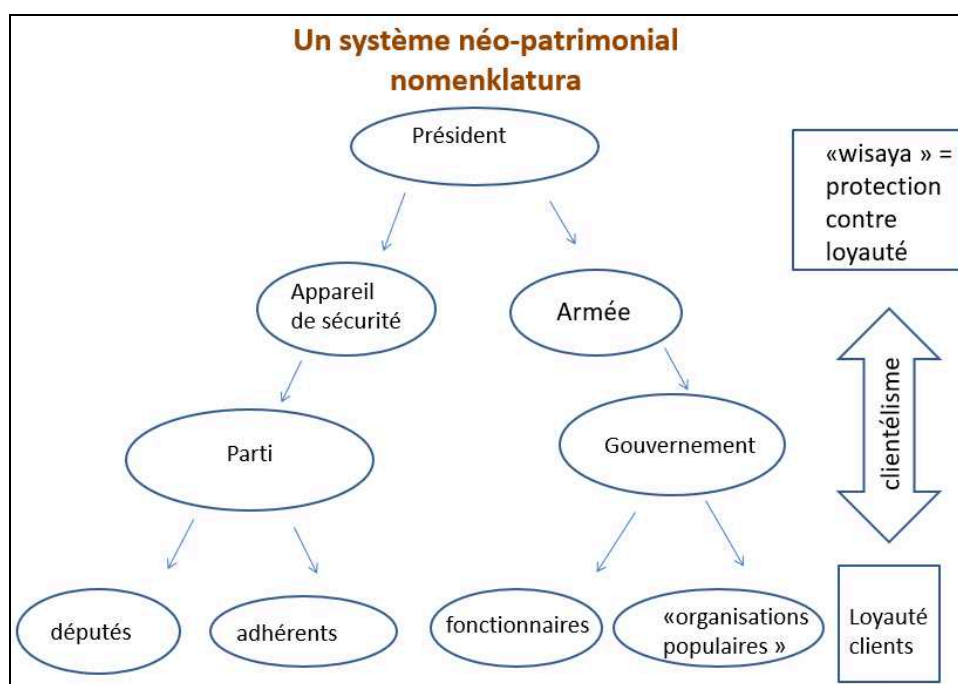 Un système néo-patrimonial
nomenklatura
Président
«wisaya » =
protection
contre
loyauté
Appareil
de sécurité
Armée
clientélisme
Parti
Gouvernement
députés
adhérents
fonctionnaires
«organisations
populaires »
Loyauté
clients